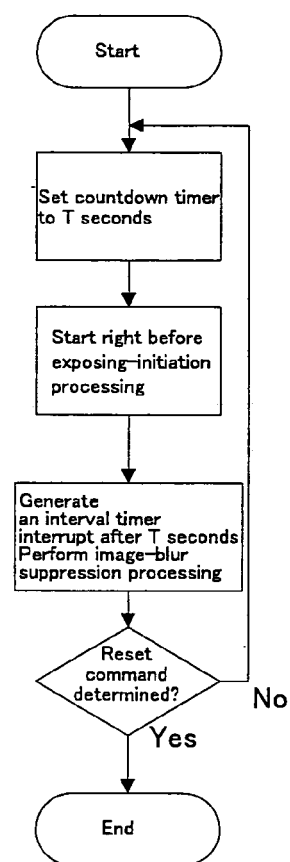 Start
Set countdown timer
to T seconds
Start right before
exposing-initiation
processing
Generate
an interval timer
interrupt after T seconds
Perform image-blur
suppression processing
Reset
command
determined?
No
Yes
End